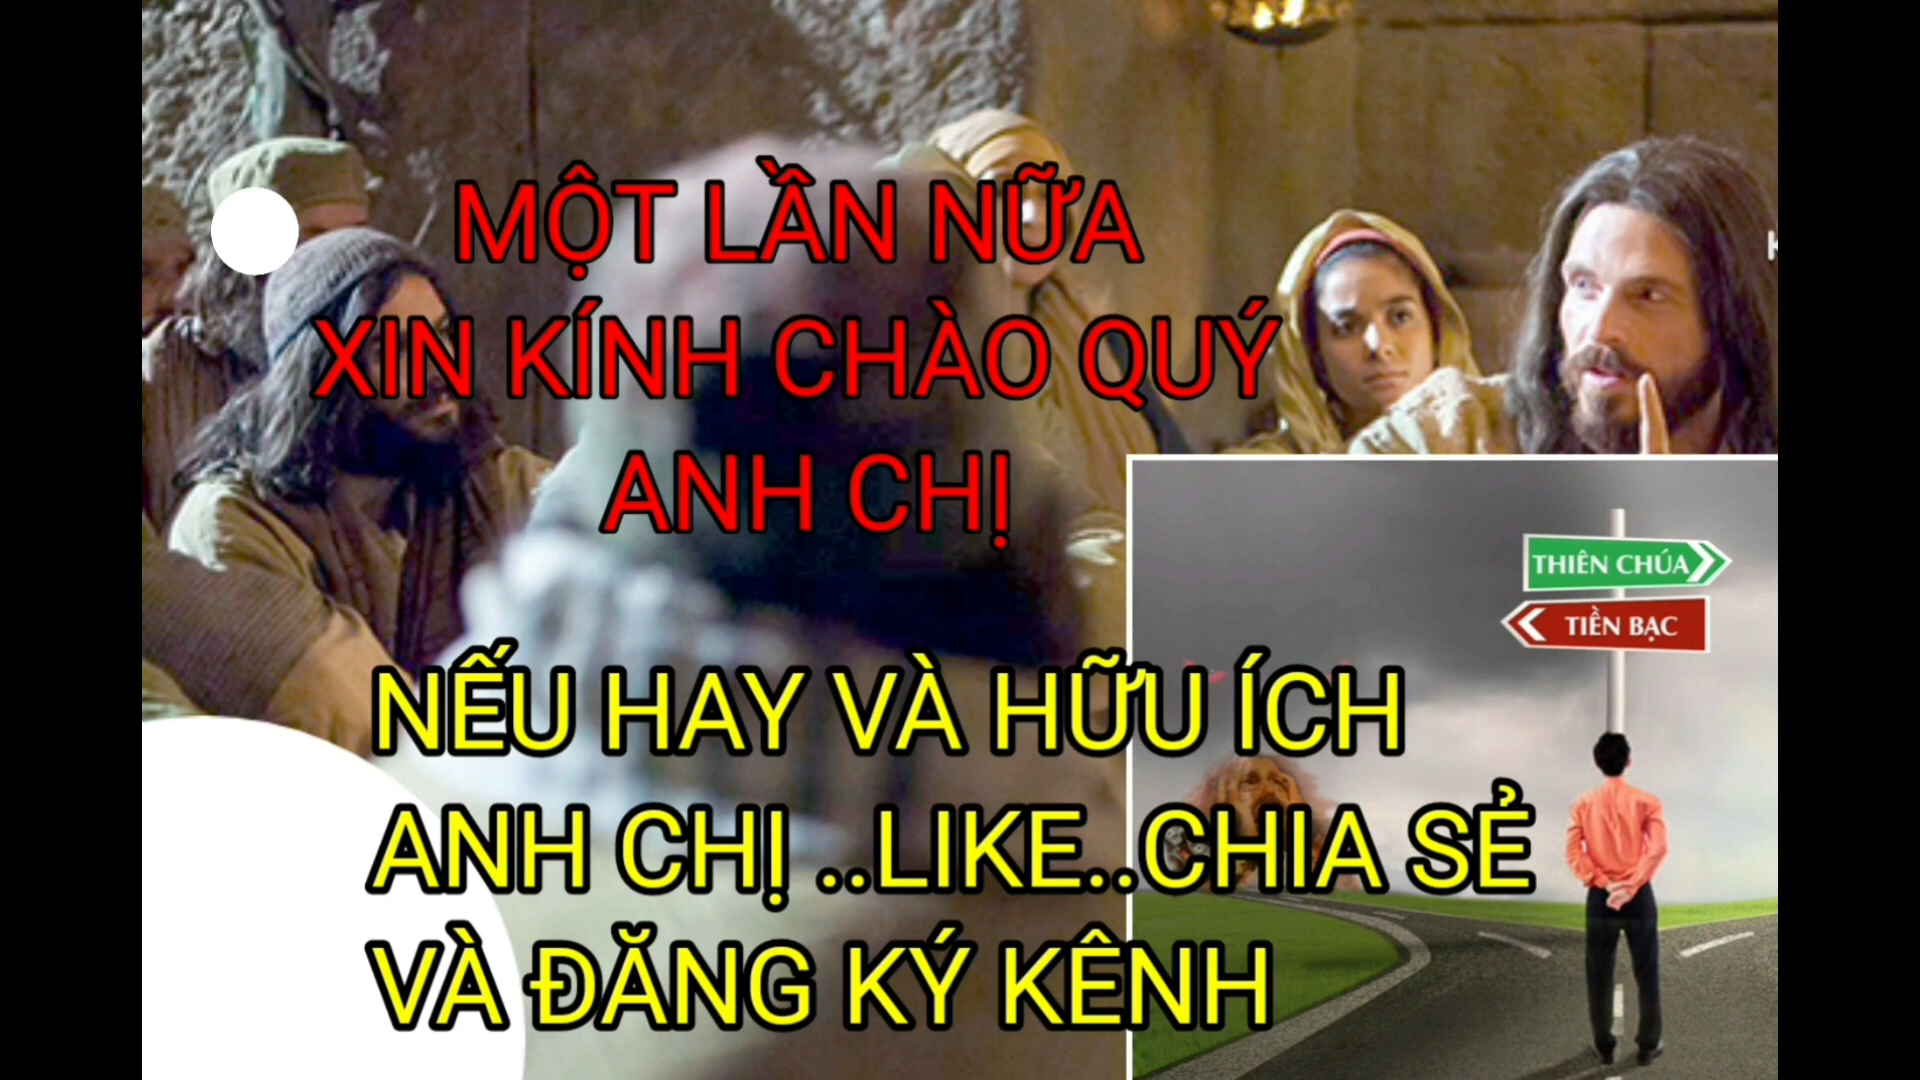 MỘT LẦN NỮA
XIN KÍNH CHÀO QUÝ
ANH CHỊ
THIÊN CHÚA
TIỀN BẠC
NẾU HAY VÀ HỮU ÍCH
ANH CHỊ ..LIKE..CHIA SẺ
VÀ ĐĂNG KÝ KÊNH